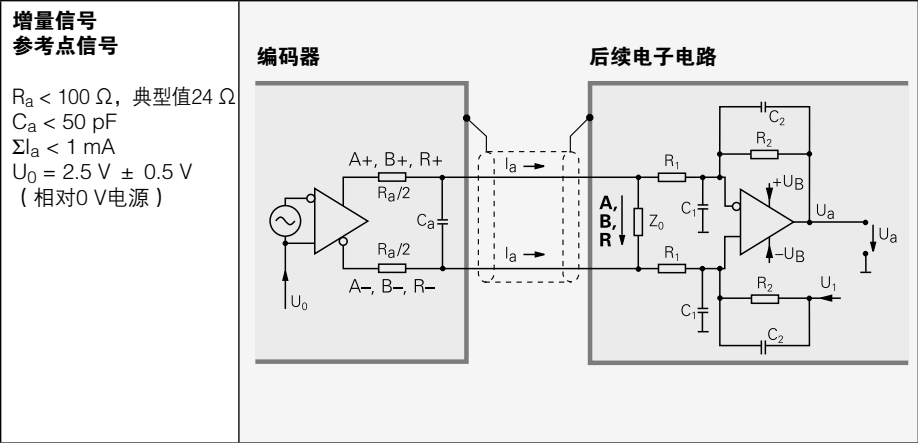 增量信号
参考点信号
Ra < 100 Ω，典型值24 Ω
Ca < 50 pF
ΣIa < 1 mA
U0 = 2.5 V ± 0.5 V
（相对0 V电源）
编码器
后续电子电路
C2
R2
A+, B+, R+
Ia
R1
Ra/2
+UB
Ca
A,
B,
R
Z0
C1
Ua
Ua
Ra/2
Ia
R1
-UB
A–, B–, R–
U0
R2
U1
C1
C2